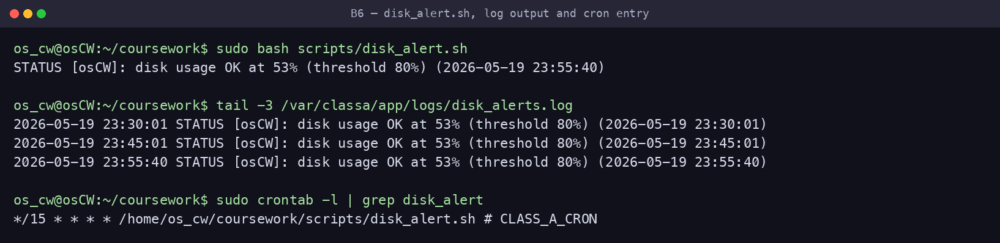 B6 — disk_alert.sh, log output and cron entry
os_cw@osCW:~/coursework$ sudo bash scripts/disk_alert.sh
STATUS [osCW]: disk usage OK at 53% (threshold 80%) (2026-05-19 23:55:40)
os_cw@osCW:~/coursework$ tail -3 /var/classa/app/logs/disk_alerts.log
2026-05-19 23:30:01 STATUS [osCW]: disk usage OK at 53% (threshold 80%) (2026-05-19 23:30:01)
2026-05-19 23:45:01 STATUS [osCW]: disk usage OK at 53% (threshold 80%) (2026-05-19 23:45:01)
2026-05-19 23:55:40 STATUS [osCW]: disk usage OK at 53% (threshold 80%) (2026-05-19 23:55:40)
os_cw@osCW:~/coursework$ sudo crontab -l | grep disk_alert
*/15 * * * * /home/os_cw/coursework/scripts/disk_alert.sh # CLASS_A_CRON